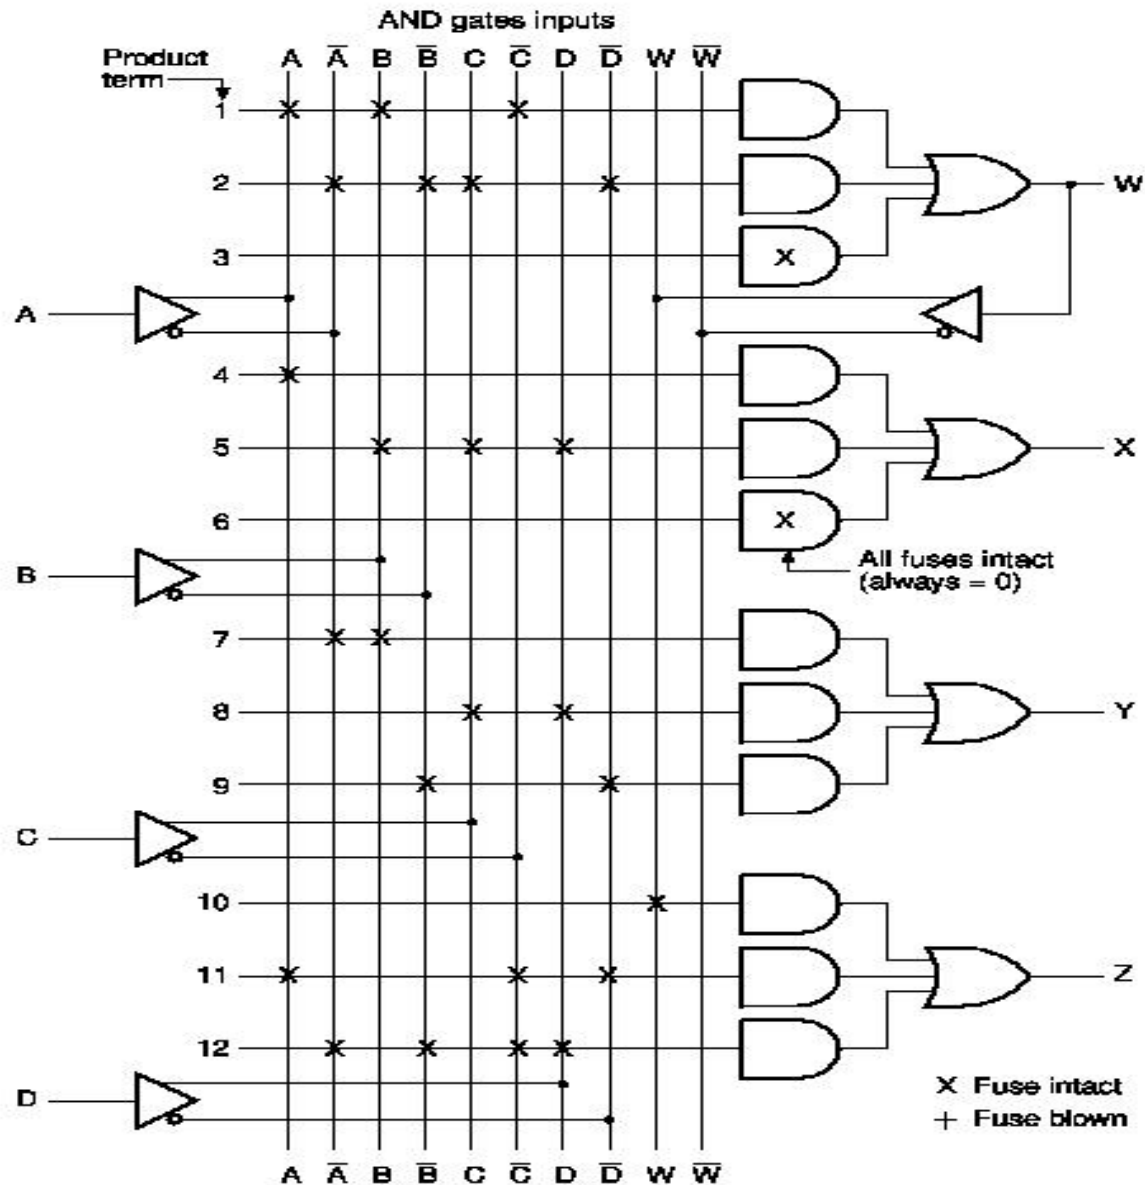 AND gates inputs
Product term
A A̅ B B̅ C C̅ D D̅ W W̅
1
2
W
3
A
4
5
X
6
All fuses intact
(always = 0)
B
7
8
Y
9
C
10
11
Z
12
D
X Fuse intact
+ Fuse blown
A A̅ B B̅ C C̅ D D̅ W W̅